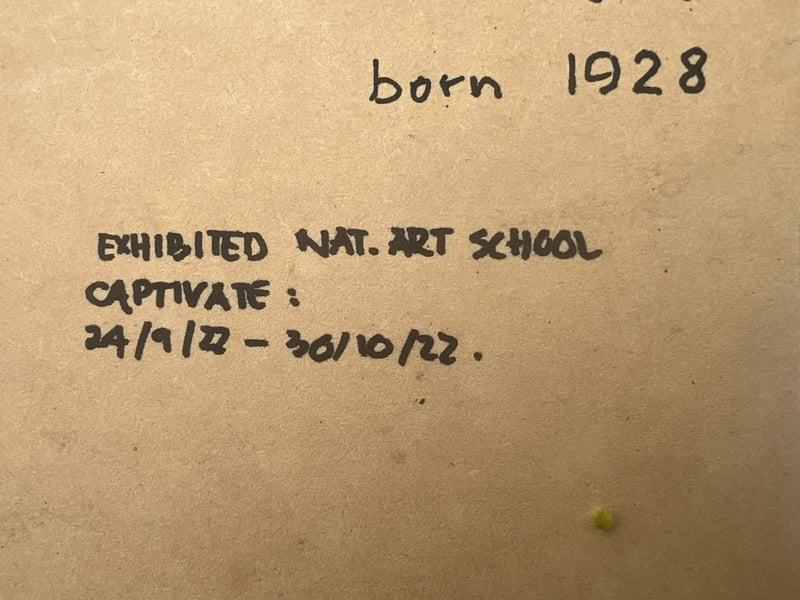 born 1928
EXHIBITED NAT. ART SCHOOL
CAPTIVATE :
24/9/22 - 30/10/22.